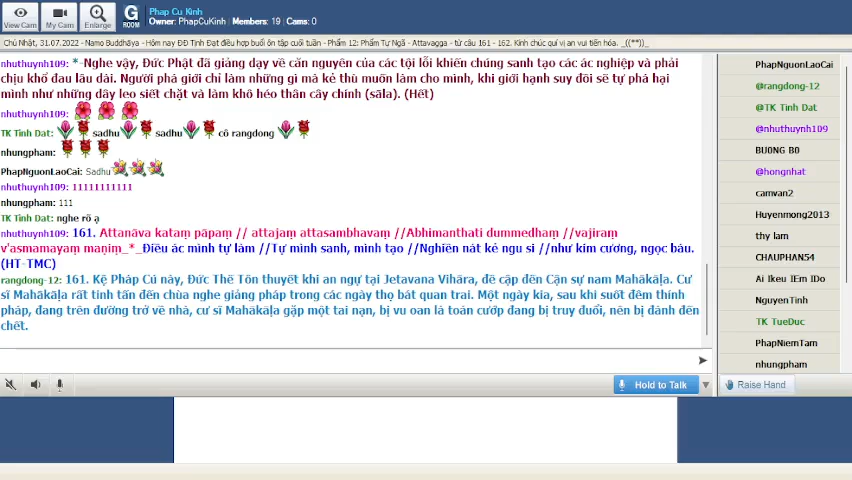 Phap Cu Kinh
Owner: PhapCuKinh | Members: 19 | Cams: 0
View Cam
My Cam
Enlarge
G
ROOM
Chủ Nhật, 31.07.2022 - Namo Buddhāya - Hôm nay ĐĐ Tịnh Đạt điều hợp buổi ôn tập cuối tuần - Phẩm 12: Phẩm Tự Ngã - Attavagga - từ câu 161 - 162. Kính chúc quí vị an vui tiến hóa. _((**))_
nhuthuynh109: *-Nghe vậy, Đức Phật đã giảng dạy về căn nguyên của các tội lỗi khiến chúng sanh tạo các ác nghiệp và phải
chịu khổ đau lâu dài. Người phá giới chỉ làm những gì mà kẻ thù muốn làm cho mình, khi giới hạnh suy đồi sẽ tự phá hại
mình như những dây leo siết chặt và làm khô héo thân cây chính (sāla). (Hết)
nhuthuynh109:
TK Tinh Dat: sadhu sadhu cô rangdong
nhungpham:
PhapNguonLaoCai: Sadhu
nhuthuynh109: 11111111111
nhungpham: 111
TK Tinh Dat: nghe rõ ạ
nhuthuynh109: 161. Attanāva kataṃ pāpaṃ // attajaṃ attasambhavaṃ //Abhimanthati dummedhaṃ //vajiraṃ
v'asmamayaṃ maṇiṃ_*_Điều ác mình tự làm //Tự mình sanh, mình tạo //Nghiền nát kẻ ngu si //như kim cương, ngọc báu.
(HT-TMC)
rangdong-12: 161. Kệ Pháp Cú này, Đức Thế Tôn thuyết khi an ngự tại Jetavana Vihāra, đề cập đến Cận sự nam Mahākāḷa. Cư
sĩ Mahākāḷa rất tinh tấn đến chùa nghe giảng pháp trong các ngày thọ bát quan trai. Một ngày kia, sau khi suốt đêm thính
pháp, đang trên đường trở về nhà, cư sĩ Mahākāḷa gặp một tai nạn, bị vu oan là toán cướp đang bị truy đuổi, nên bị đánh đến
chết.
Hold to Talk
PhapNguonLaoCai
@rangdong-12
@TK Tinh Dat
@nhuthuynh109
BU0NG B0
@hongnhat
camvan2
Huyenmong2013
thy lam
CHAUPHAN54
Ai Ikeu IEm IDo
NguyenTinh
TK TueDuc
PhapNiemTam
nhungpham
Raise Hand